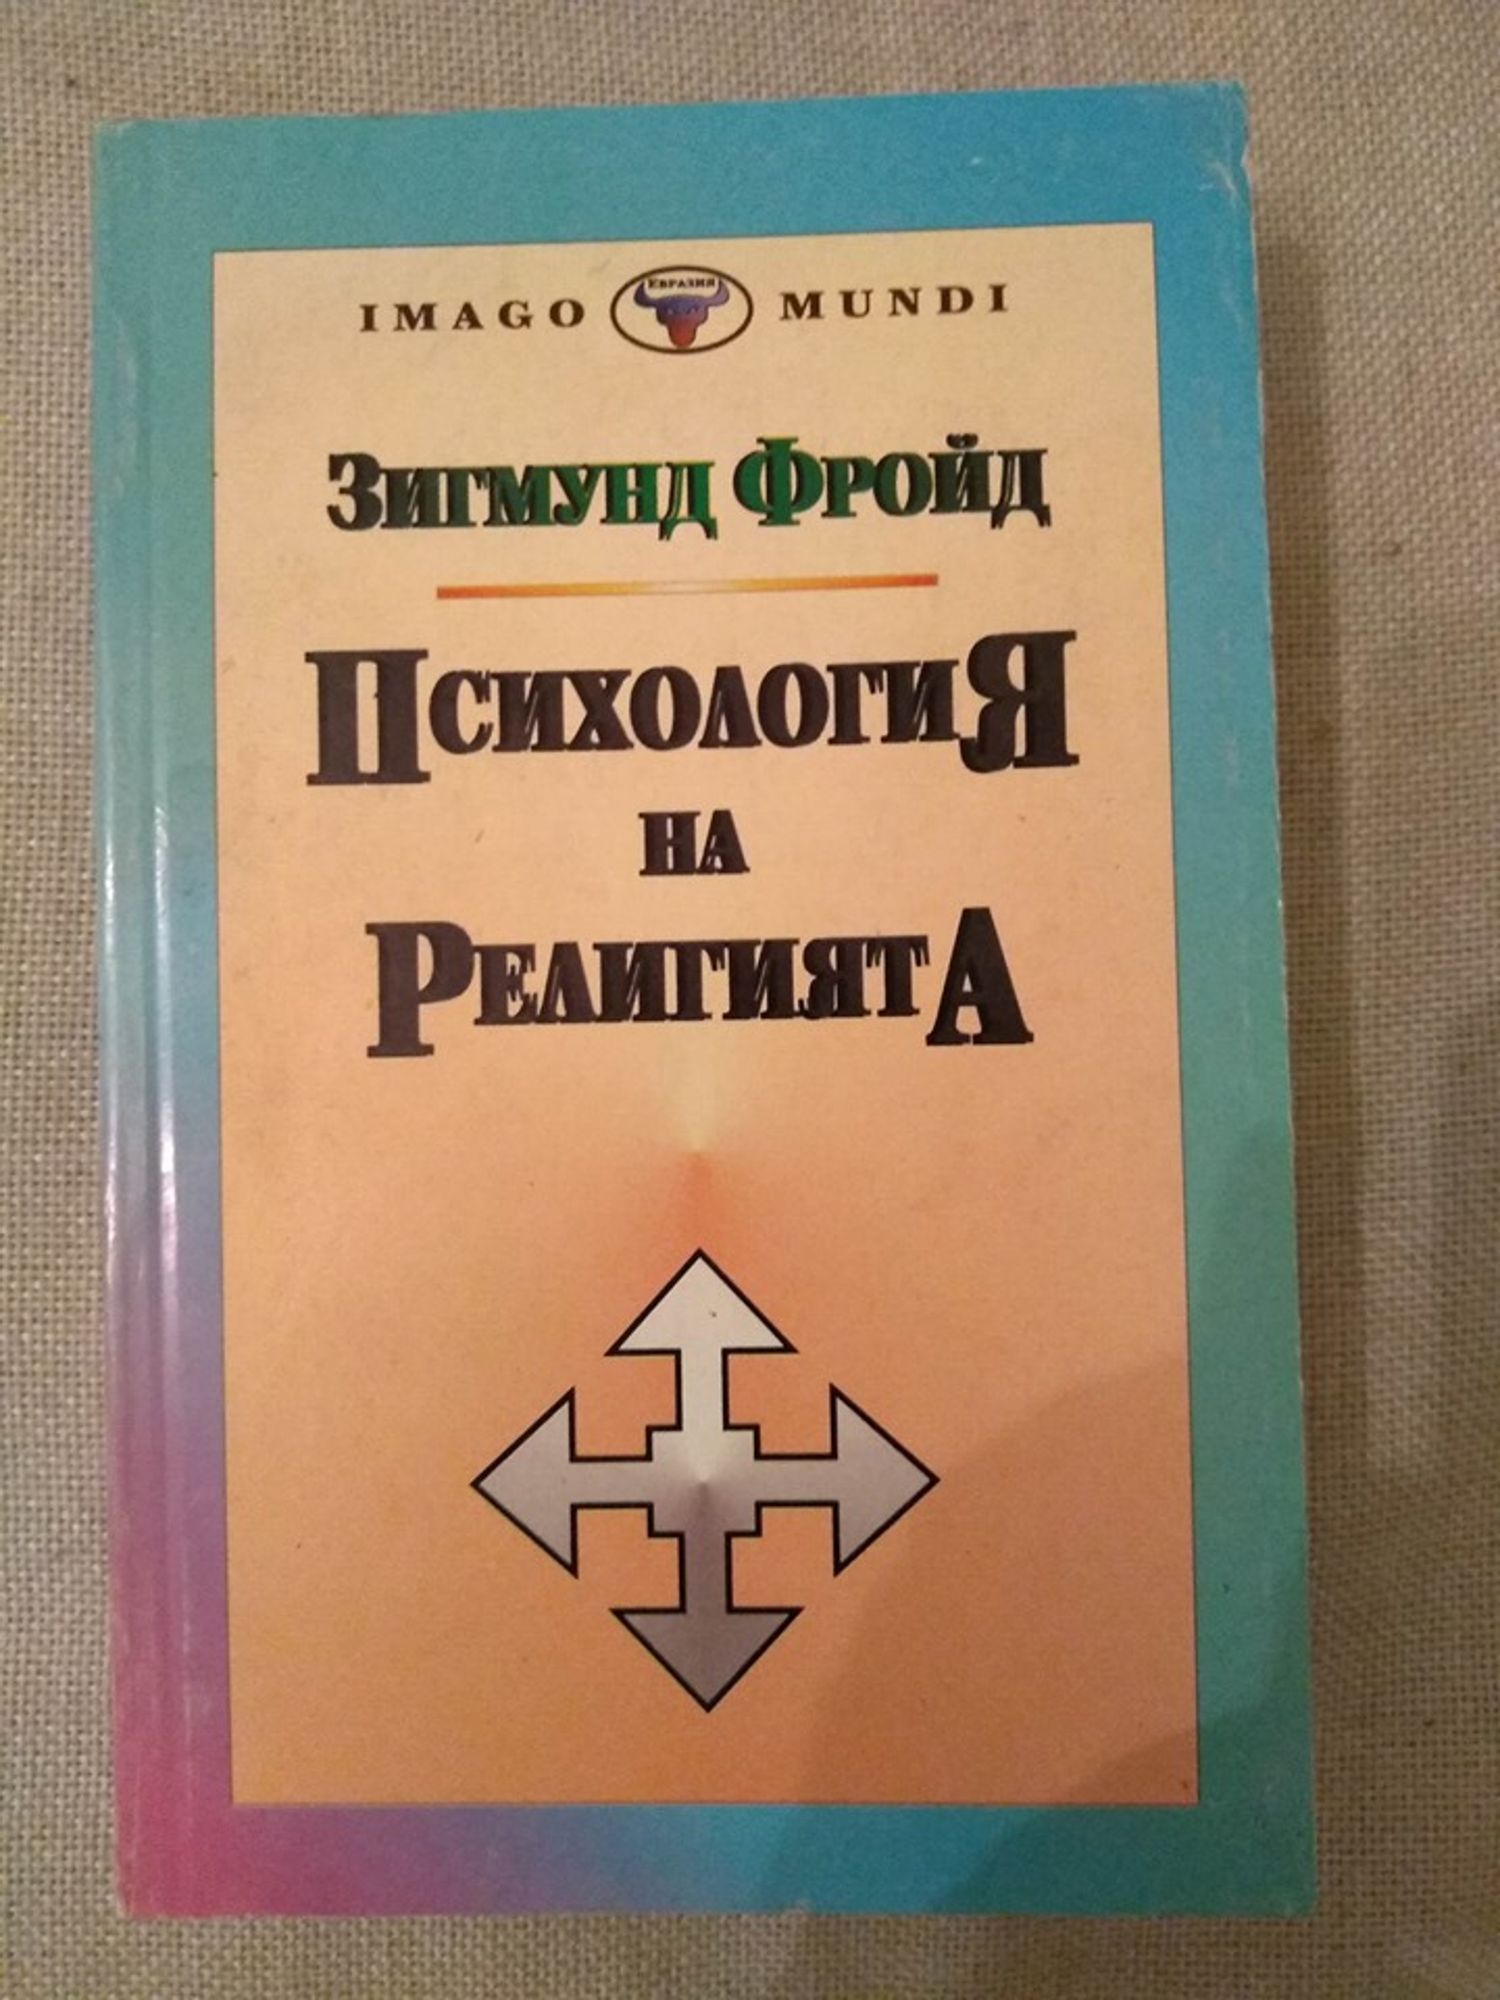 IMAGO ЕВРАЗИЯ MUNDI
ЗИГМУНД ФРОЙД
ПСИХОЛОГИЯ
НА
РЕЛИГИЯТА